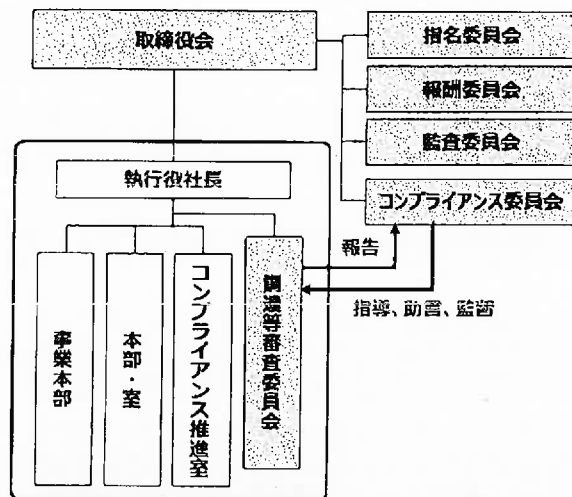 取締役会
指名委員会
報酬委員会
監査委員会
コンプライアンス委員会
執行役社長
報告
指導、助言、監督
事業本部
本部・室
コンプライアンス推進室
調達等審査委員会